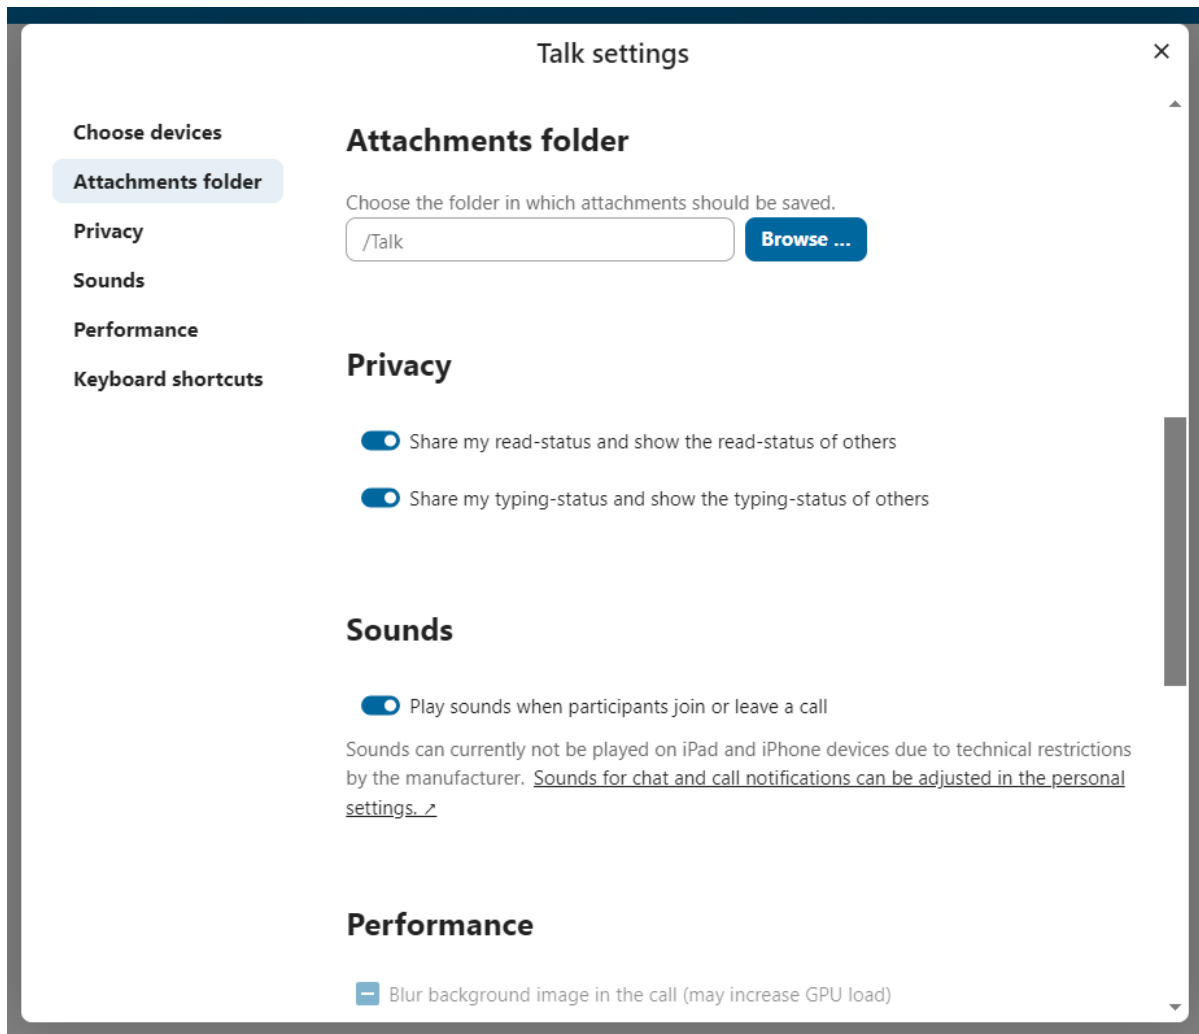 Talk settings
Choose devices
Attachments folder
Privacy
Sounds
Performance
Keyboard shortcuts
Attachments folder
Choose the folder in which attachments should be saved.
/Talk
Browse ...
Privacy
Share my read-status and show the read-status of others
Share my typing-status and show the typing-status of others
Sounds
Play sounds when participants join or leave a call
Sounds can currently not be played on iPad and iPhone devices due to technical restrictions
by the manufacturer. Sounds for chat and call notifications can be adjusted in the personal
settings. ↗
Performance
Blur background image in the call (may increase GPU load)